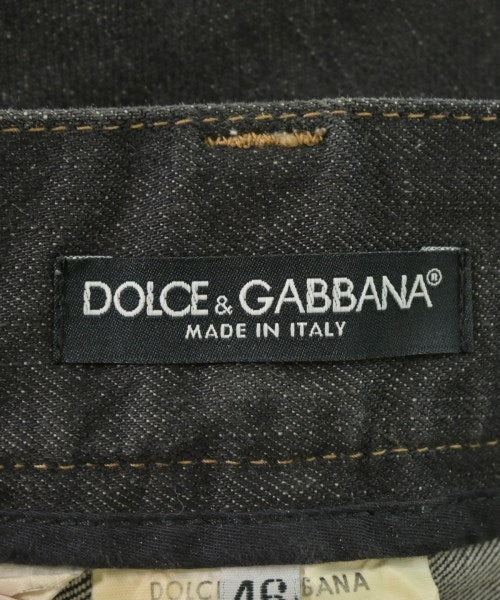 DOLCE & GABBANA®
MADE IN ITALY
DOLC 46 BANA